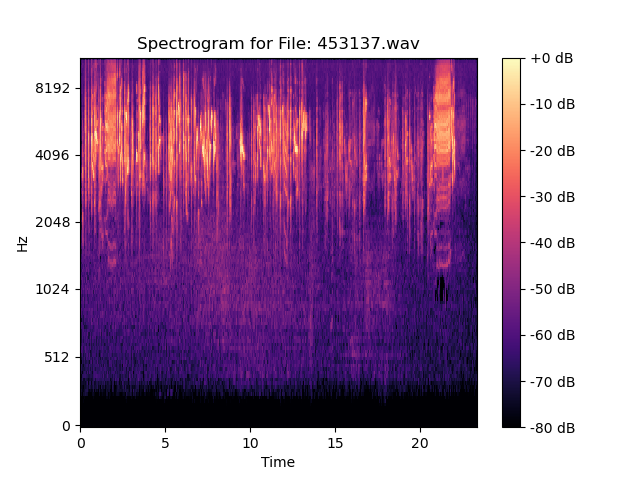 Spectrogram for File: 453137.wav
Hz
8192
4096
2048
1024
512
0
0 5 10 15 20
Time
+0 dB
-10 dB
-20 dB
-30 dB
-40 dB
-50 dB
-60 dB
-70 dB
-80 dB